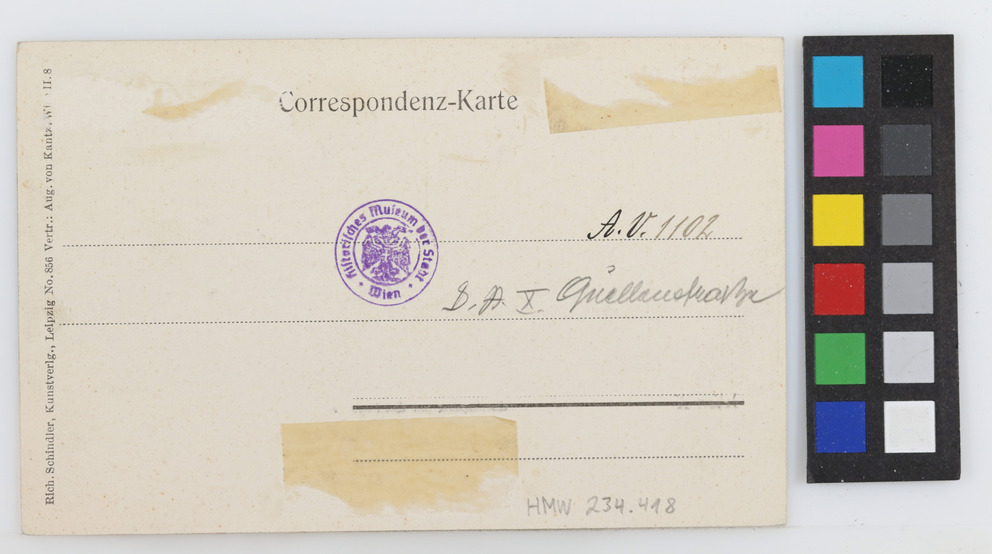 Correspondenz-Karte
Historisches Museum der Stadt
Wien
A.V. 1102
X. Quellenstraße
HMW 234.418
Rich. Schindler, Kunstverlg., Leipzig No. 856 Vertr.: Aug. von Kantz, II. 8